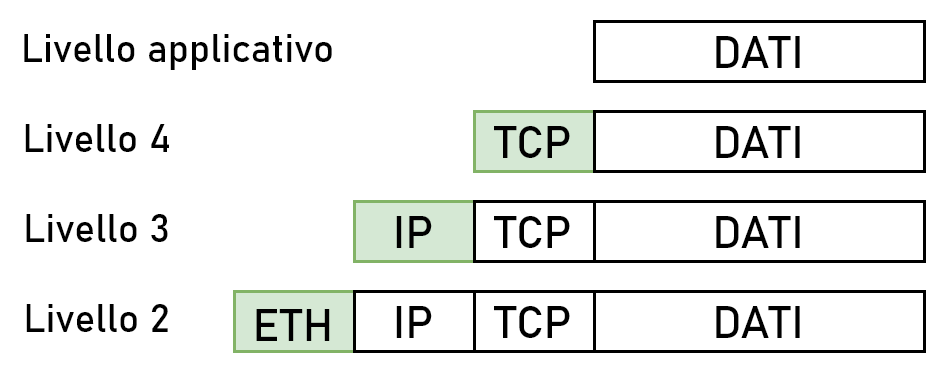 Livello applicativo DATI
Livello 4 TCP DATI
Livello 3 IP TCP DATI
Livello 2 ETH IP TCP DATI